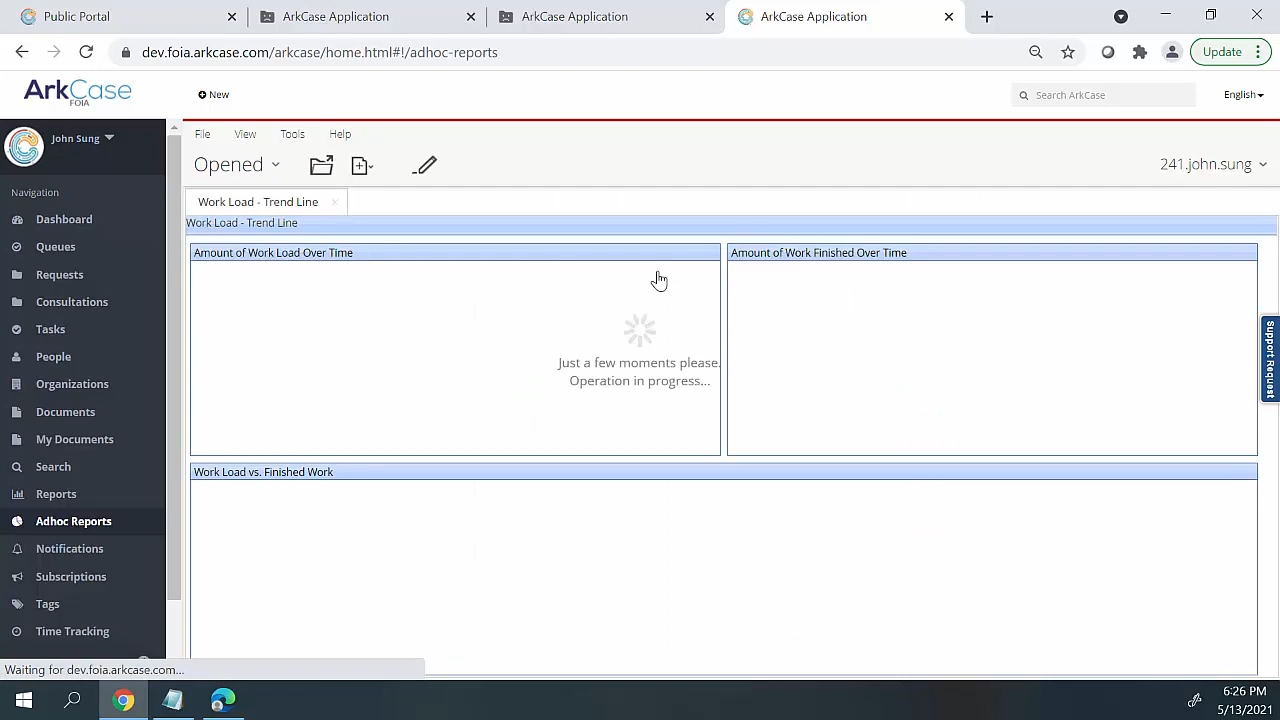 Public Portal
ArkCase Application
ArkCase Application
ArkCase Application
dev.foia.arkcase.com/arkcase/home.html#!/adhoc-reports
Update
ArkCase
FOIA
New
Search ArkCase
English
John Sung
File View Tools Help
Opened
241.john.sung
Navigation
Dashboard
Queues
Requests
Consultations
Tasks
People
Organizations
Documents
My Documents
Search
Reports
Adhoc Reports
Notifications
Subscriptions
Tags
Time Tracking
Work Load - Trend Line
Work Load - Trend Line
Amount of Work Load Over Time
Amount of Work Finished Over Time
Just a few moments please.
Operation in progress...
Work Load vs. Finished Work
Support Request
Waiting for dev.foia.arkcase.com...
6:26 PM
5/13/2021